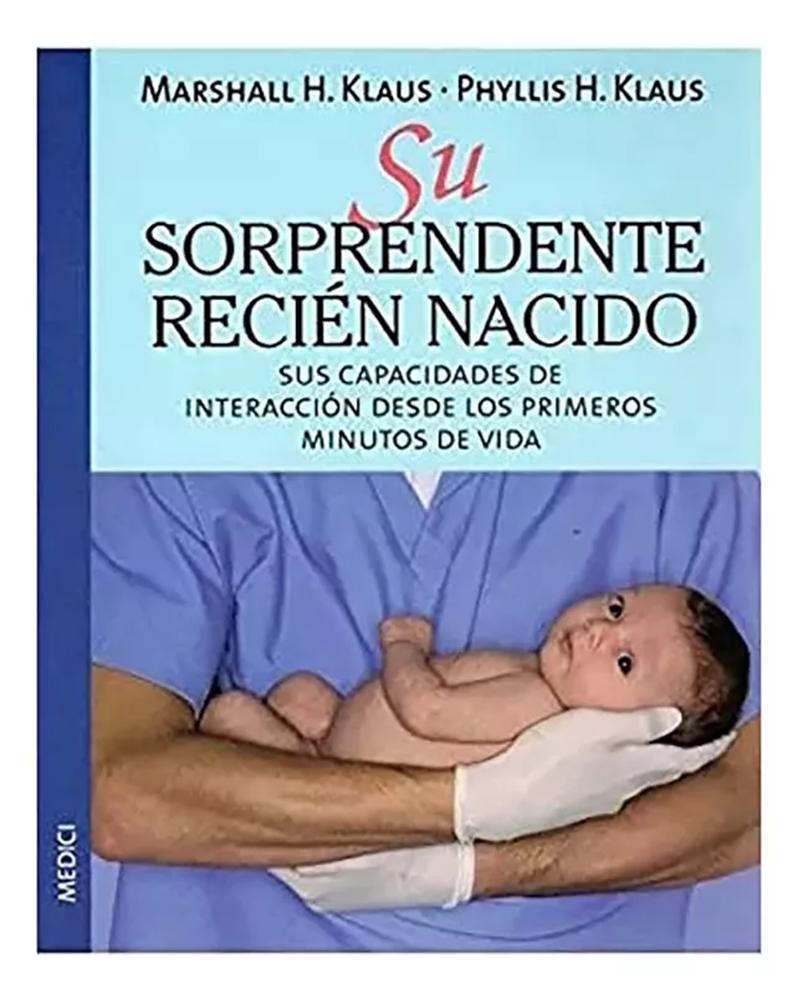 MARSHALL H. KLAUS · PHYLLIS H. KLAUS
Su
SORPRENDENTE
RECIÉN NACIDO
SUS CAPACIDADES DE
INTERACCIÓN DESDE LOS PRIMEROS
MINUTOS DE VIDA
MEDICI